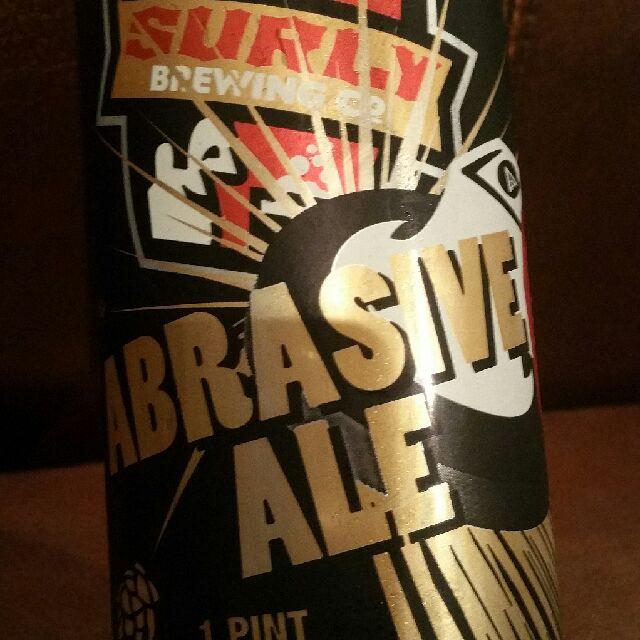 SURLY
BREWING CO
ABRASIVE
ALE
1 PINT